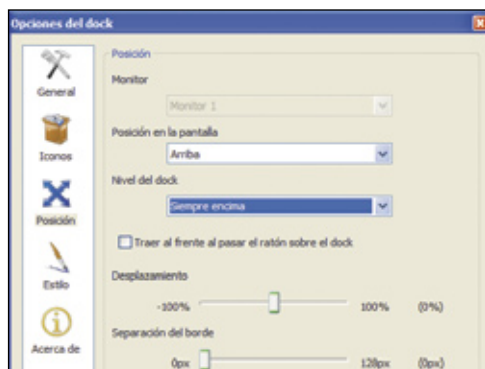 Opciones del dock
General
Iconos
Posición
Estilo
Acerca de
Posición
Monitor
Monitor 1
Posición en la pantalla
Arriba
Nivel del dock
Siempre encima
Traer al frente al pasar el ratón sobre el dock
Desplazamiento
-100% 100% (0%)
Separación del borde
0px 128px (0px)